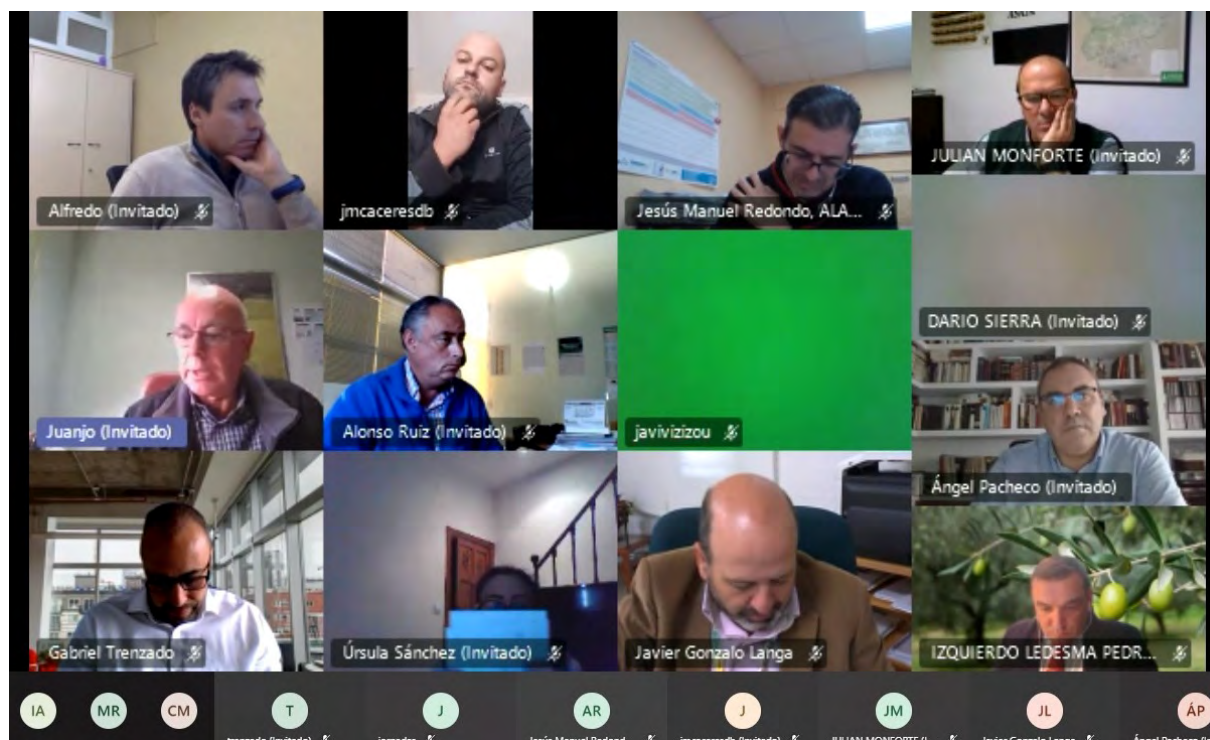 Alfredo (Invitado)
jmcaceresdb
Jesús Manuel Redondo, ALA...
JULIAN MONFORTE (Invitado)
Juanjo (Invitado)
Alonso Ruiz (Invitado)
javivizizou
DARIO SIERRA (Invitado)
Ángel Pacheco (Invitado)
Gabriel Trenzado
Úrsula Sánchez (Invitado)
Javier Gonzalo Langa
IZQUIERDO LEDESMA PEDR...
IA
MR
CM
T
J
AR
J
JM
JL
ÁP